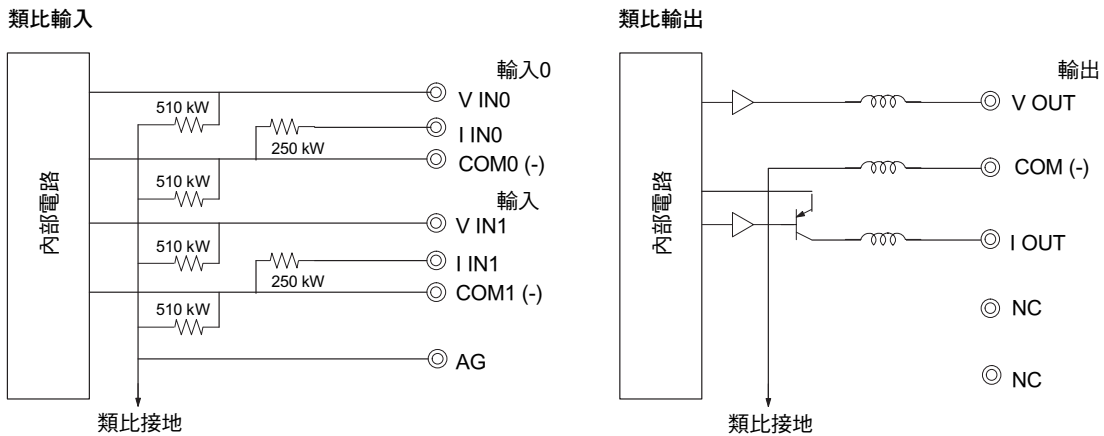 類比輸入
輸入0
510 kW
V IN0
I IN0
250 kW
COM0 (-)
510 kW
輸入
V IN1
510 kW
I IN1
250 kW
COM1 (-)
510 kW
AG
內部電路
類比接地
類比輸出
輸出
V OUT
COM (-)
I OUT
NC
NC
內部電路
類比接地